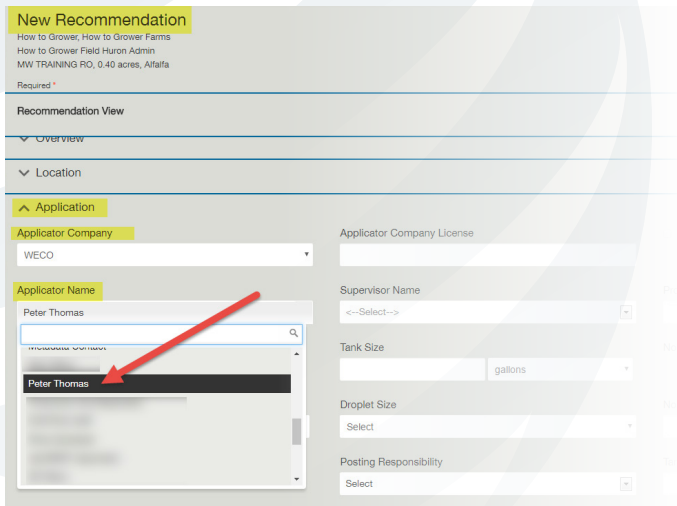 New Recommendation
How to Grower, How to Grower Farms
How to Grower Field Huron Admin
MW TRAINING RO, 0.40 acres, Alfalfa
Required *
Recommendation View
Overview
Location
Application
Applicator Company
Applicator Company License
WECO
Applicator Name
Supervisor Name
Peter Thomas
<--Select-->
Metadata Contact
Tank Size
Peter Thomas
gallons
Droplet Size
Select
Posting Responsibility
Select